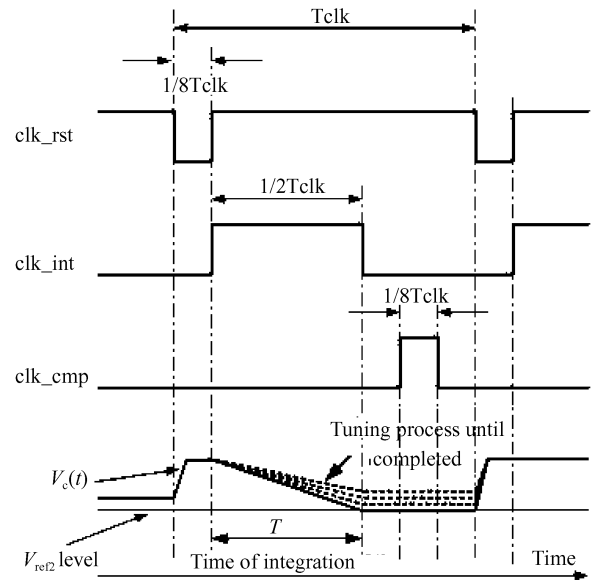 Tclk
1/8Tclk
clk_rst
1/2Tclk
clk_int
1/8Tclk
clk_cmp
Tuning process until
completed
Vc(t)
T
Vref2 level
Time of integration
Time